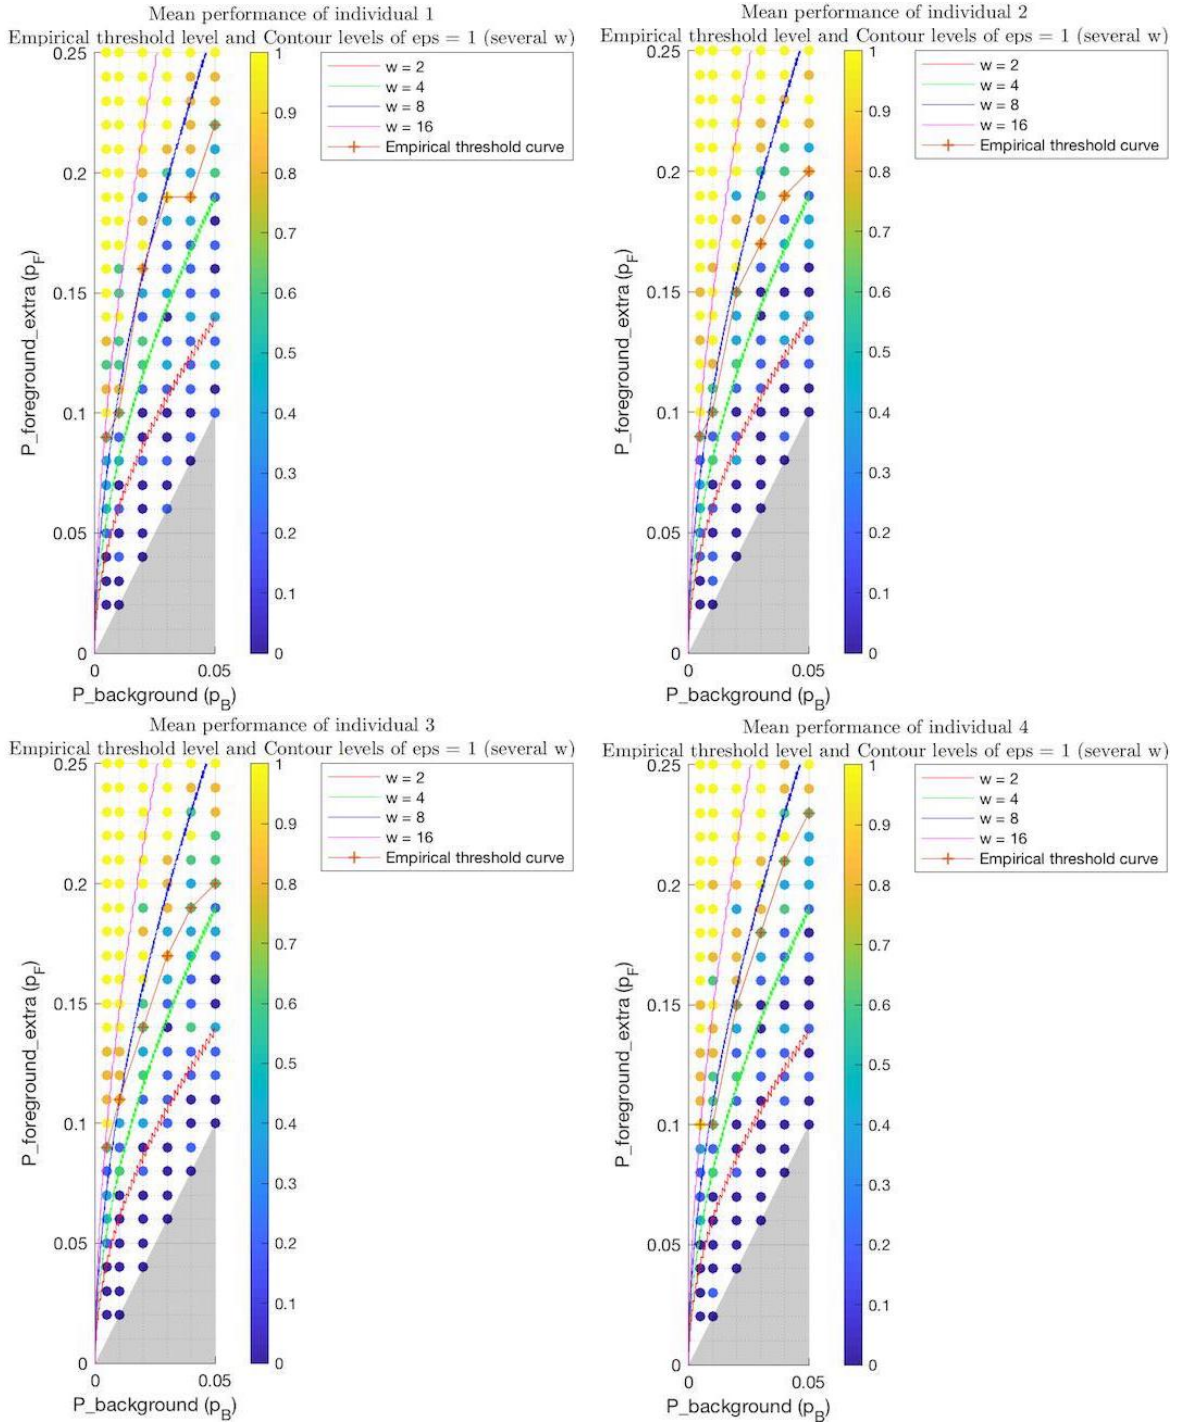 Mean performance of individual 1
Empirical threshold level and Contour levels of eps = 1 (several w)
0.25
0.2
0.15
0.1
0.05
0
P_foreground_extra (p_F)
0
0.05
P_background (p_B)
1
0.9
0.8
0.7
0.6
0.5
0.4
0.3
0.2
0.1
0
w = 2
w = 4
w = 8
w = 16
Empirical threshold curve
Mean performance of individual 2
Empirical threshold level and Contour levels of eps = 1 (several w)
0.25
0.2
0.15
0.1
0.05
0
P_foreground_extra (p_F)
0
0.05
P_background (p_B)
1
0.9
0.8
0.7
0.6
0.5
0.4
0.3
0.2
0.1
0
w = 2
w = 4
w = 8
w = 16
Empirical threshold curve
Mean performance of individual 3
Empirical threshold level and Contour levels of eps = 1 (several w)
0.25
0.2
0.15
0.1
0.05
0
P_foreground_extra (p_F)
0
0.05
P_background (p_B)
1
0.9
0.8
0.7
0.6
0.5
0.4
0.3
0.2
0.1
0
w = 2
w = 4
w = 8
w = 16
Empirical threshold curve
Mean performance of individual 4
Empirical threshold level and Contour levels of eps = 1 (several w)
0.25
0.2
0.15
0.1
0.05
0
P_foreground_extra (p_F)
0
0.05
P_background (p_B)
1
0.9
0.8
0.7
0.6
0.5
0.4
0.3
0.2
0.1
0
w = 2
w = 4
w = 8
w = 16
Empirical threshold curve